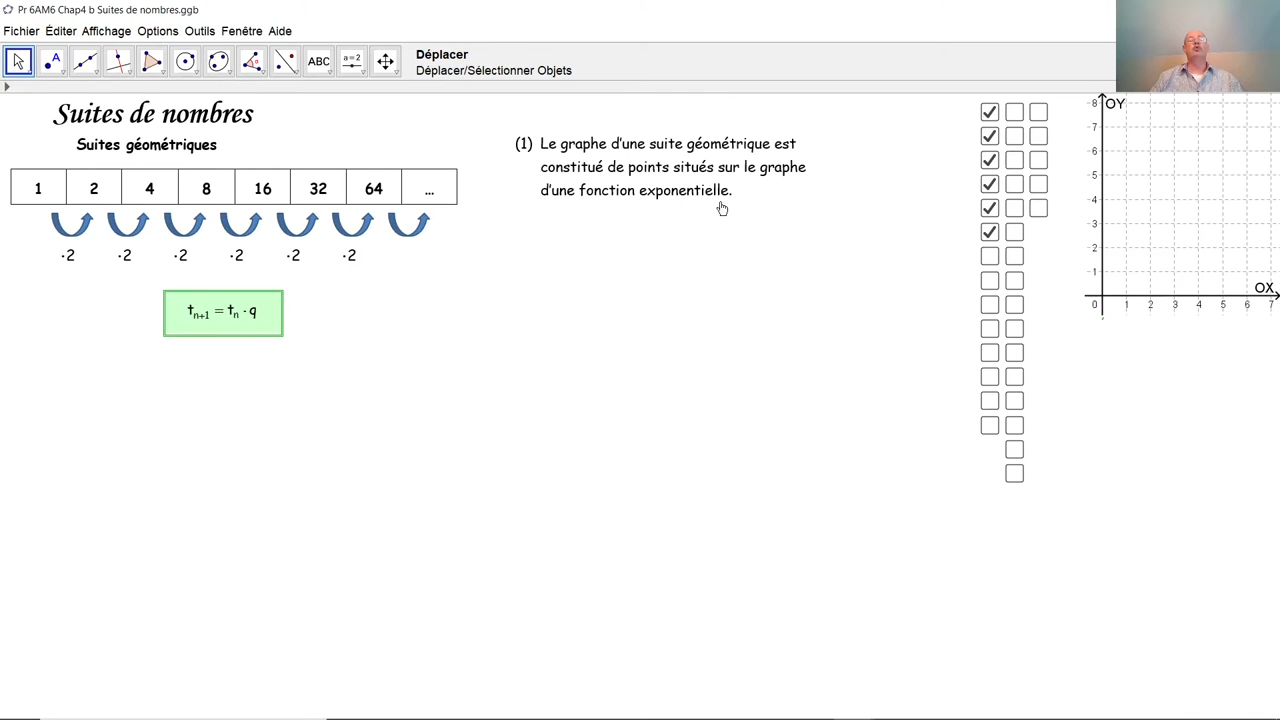 Pr 6AM6 Chap4 b Suites de nombres.ggb
Fichier Éditer Affichage Options Outils Fenêtre Aide
A ABC a=2
Déplacer
Déplacer/Sélectionner Objets
Suites de nombres
Suites géométriques
1 2 4 8 16 32 64 ...
·2 ·2 ·2 ·2 ·2 ·2
tn+1 = tn · q
(1) Le graphe d'une suite géométrique est
constitué de points situés sur le graphe
d'une fonction exponentielle.
8 OY
7
6
5
4
3
2
1
OX
0 1 2 3 4 5 6 7